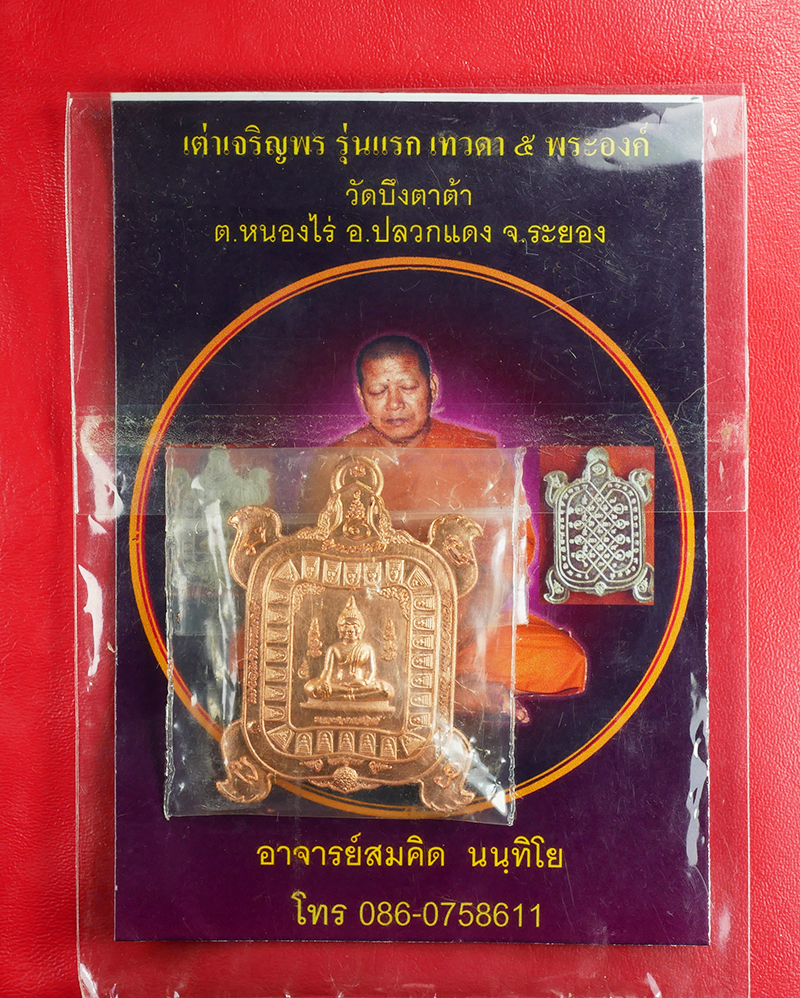 เต่าเจริญพร รุ่นแรก เทวดา ๕ พระองค์
วัดบึงตาต้า
ต.หนองไร่ อ.ปลวกแดง จ.ระยอง
อาจารย์สมคิด นนฺทิโย
โทร 086-0758611